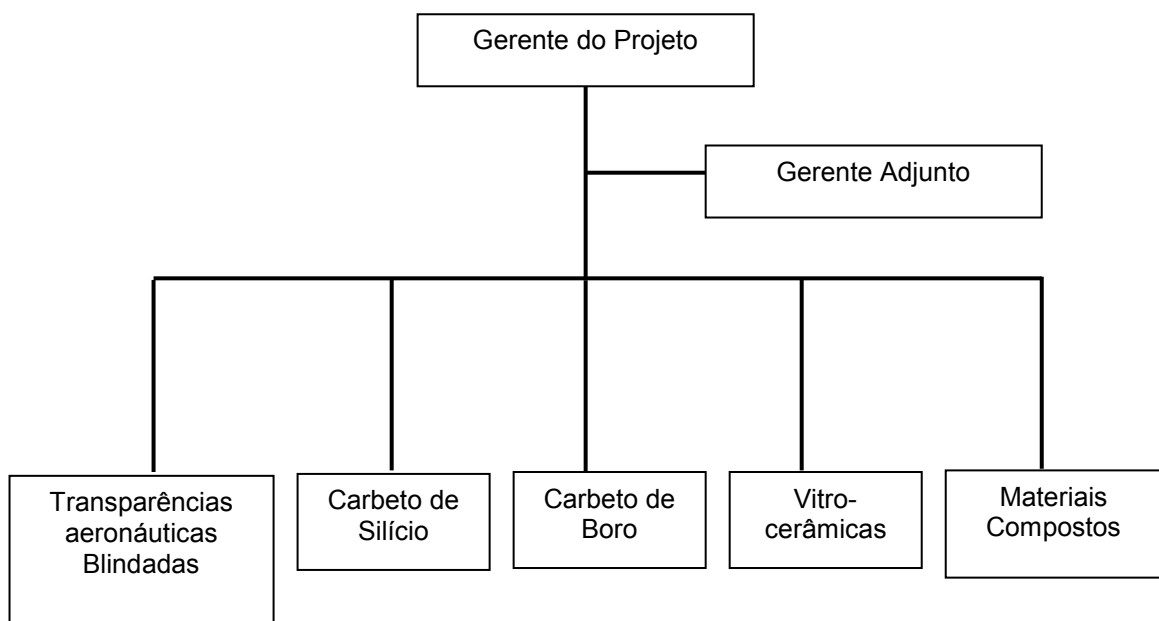 Gerente do Projeto
Gerente Adjunto
Transparências
aeronáuticas
Blindadas
Carbeto de
Silício
Carbeto de
Boro
Vitro-
cerâmicas
Materiais
Compostos